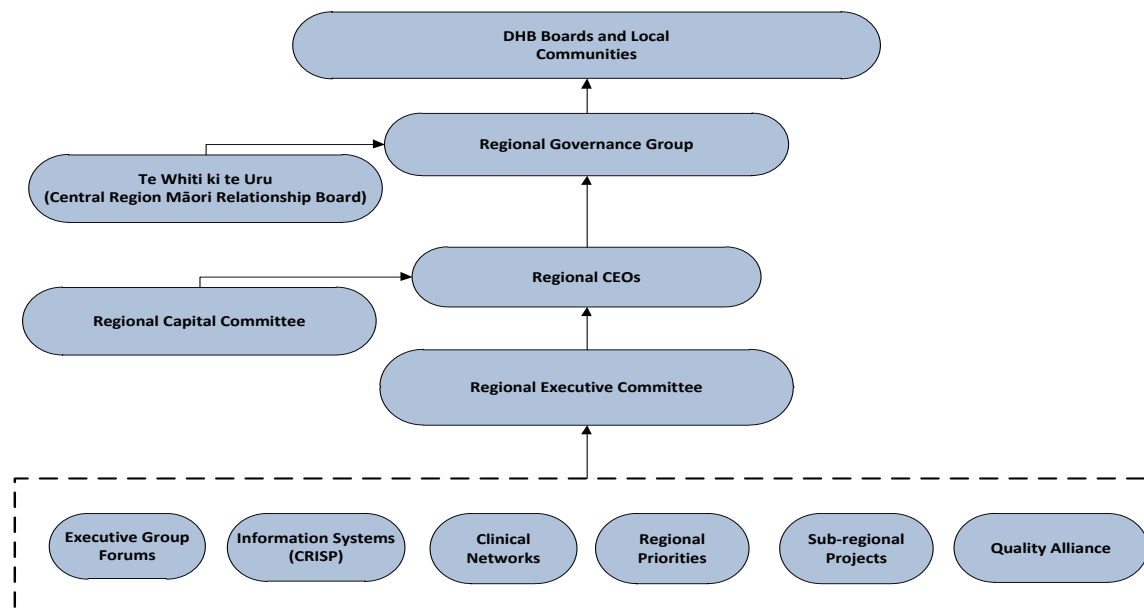 DHB Boards and Local
Communities
Regional Governance Group
Te Whiti ki te Uru
(Central Region Māori Relationship Board)
Regional CEOs
Regional Capital Committee
Regional Executive Committee
Executive Group
Forums
Information Systems
(CRISP)
Clinical
Networks
Regional
Priorities
Sub-regional
Projects
Quality Alliance